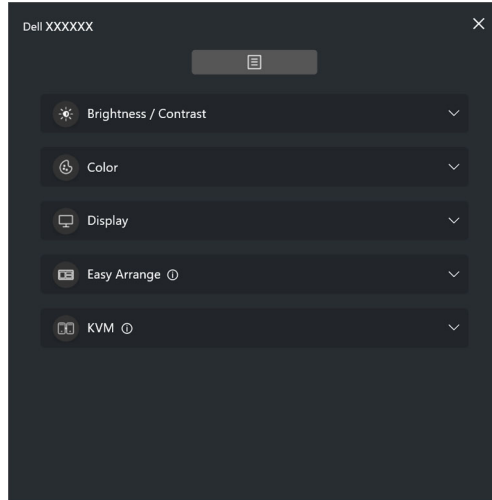 Dell XXXXXX
Brightness / Contrast
Color
Display
Easy Arrange
KVM